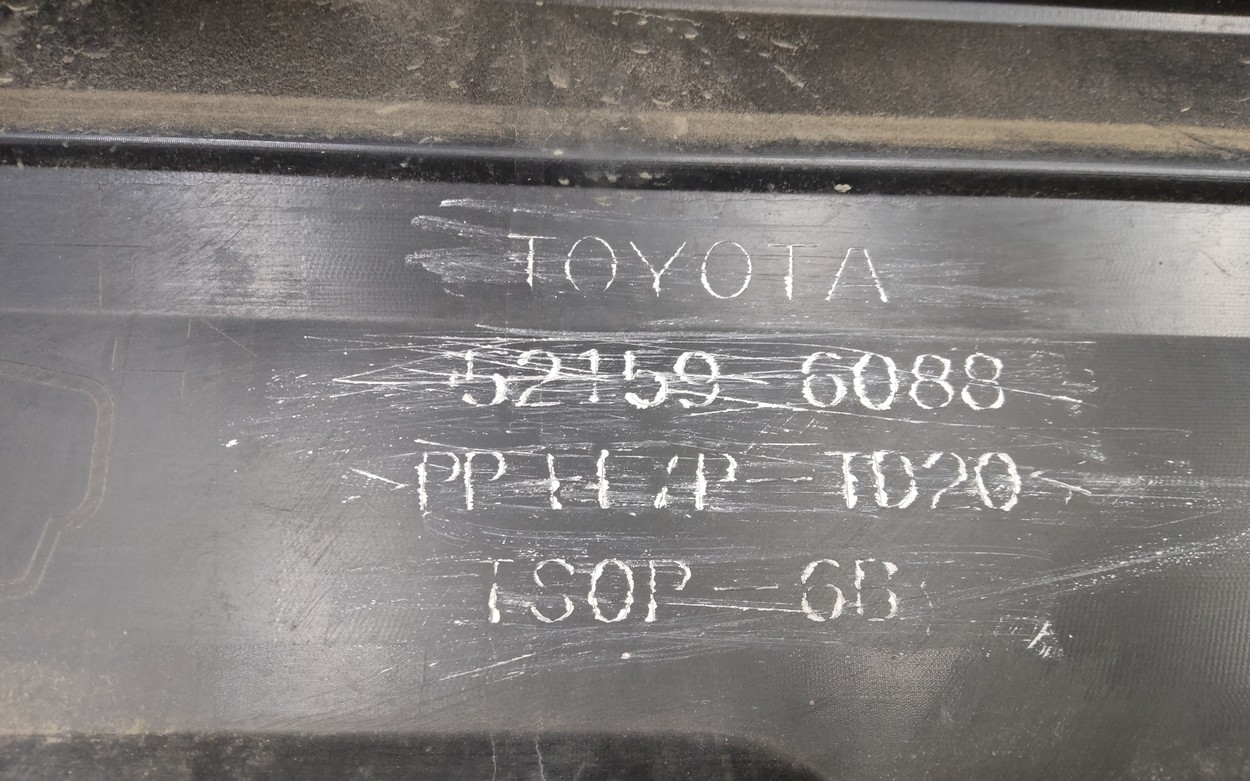 TOYOTA
52159-6088
>PP+E/P-TD20<
TSOP-6B